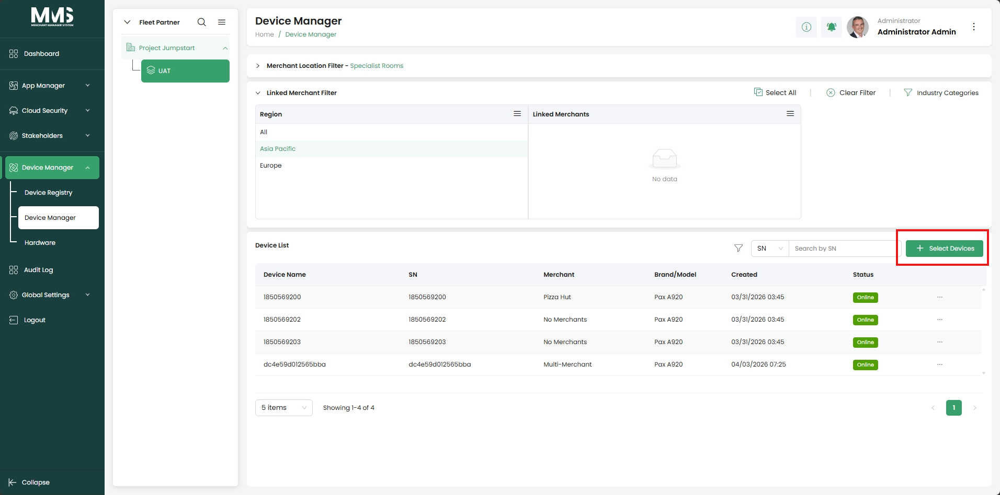 MMS
MERCHANT MANAGER SYSTEM
Dashboard
App Manager
Cloud Security
Stakeholders
Device Manager
Device Registry
Device Manager
Hardware
Audit Log
Global Settings
Logout
Collapse
Fleet Partner
Project Jumpstart
UAT
Device Manager
Home / Device Manager
Administrator
Administrator Admin
Merchant Location Filter - Specialist Rooms
Linked Merchant Filter
Select All
Clear Filter
Industry Categories
Region
All
Asia Pacific
Europe
Linked Merchants
No data
Device List
SN
Search by SN
+ Select Devices
Device Name SN Merchant Brand/Model Created Status
1850569200 1850569200 Pizza Hut Pax A920 03/31/2026 03:45 Online ...
1850569202 1850569202 No Merchants Pax A920 03/31/2026 03:45 Online ...
1850569203 1850569203 No Merchants Pax A920 03/31/2026 03:45 Online ...
dc4e59d012565bba dc4e59d012565bba Multi-Merchant Pax A920 04/03/2026 07:25 Online ...
5 items
Showing 1-4 of 4
< 1 >